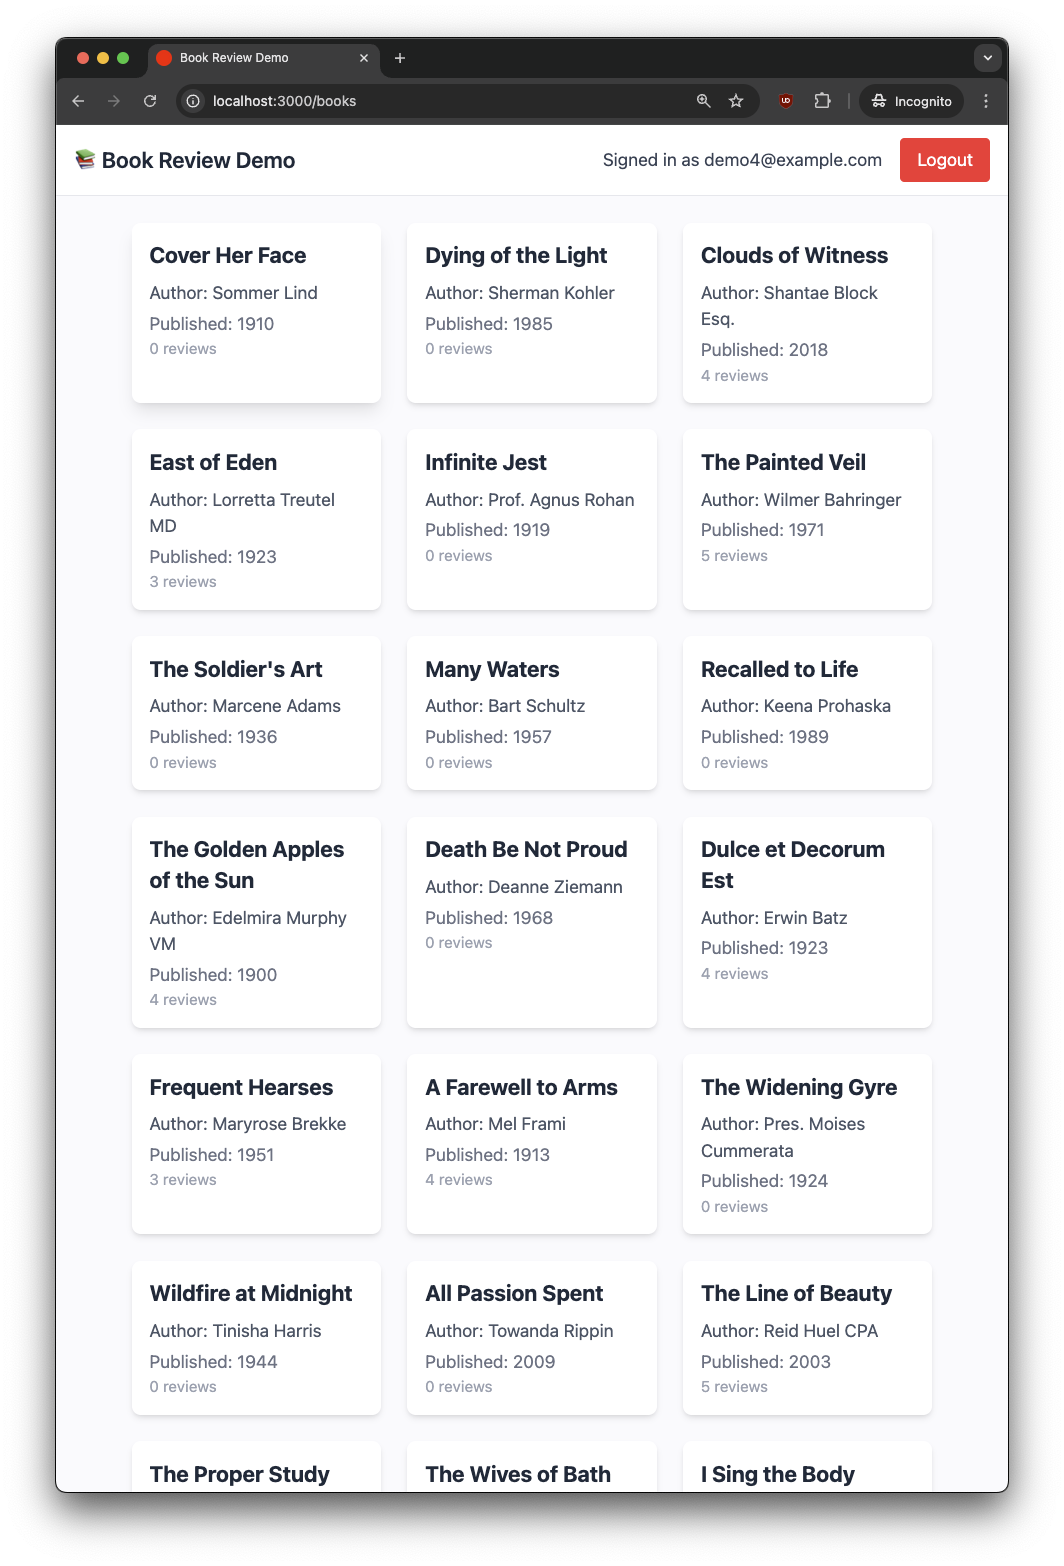 Book Review Demo
localhost:3000/books
Incognito
Book Review Demo
Signed in as demo4@example.com
Logout
Cover Her Face
Author: Sommer Lind
Published: 1910
0 reviews
Dying of the Light
Author: Sherman Kohler
Published: 1985
0 reviews
Clouds of Witness
Author: Shantae Block
Esq.
Published: 2018
4 reviews
East of Eden
Author: Lorretta Treutel
MD
Published: 1923
3 reviews
Infinite Jest
Author: Prof. Agnus Rohan
Published: 1919
0 reviews
The Painted Veil
Author: Wilmer Bahringer
Published: 1971
5 reviews
The Soldier's Art
Author: Marcene Adams
Published: 1936
0 reviews
Many Waters
Author: Bart Schultz
Published: 1957
0 reviews
Recalled to Life
Author: Keena Prohaska
Published: 1989
0 reviews
The Golden Apples
of the Sun
Author: Edelmira Murphy
VM
Published: 1900
4 reviews
Death Be Not Proud
Author: Deanne Ziemann
Published: 1968
0 reviews
Dulce et Decorum
Est
Author: Erwin Batz
Published: 1923
4 reviews
Frequent Hearses
Author: Maryrose Brekke
Published: 1951
3 reviews
A Farewell to Arms
Author: Mel Frami
Published: 1913
4 reviews
The Widening Gyre
Author: Pres. Moises
Cummerata
Published: 1924
0 reviews
Wildfire at Midnight
Author: Tinisha Harris
Published: 1944
0 reviews
All Passion Spent
Author: Towanda Rippin
Published: 2009
0 reviews
The Line of Beauty
Author: Reid Huel CPA
Published: 2003
5 reviews
The Proper Study
The Wives of Bath
I Sing the Body